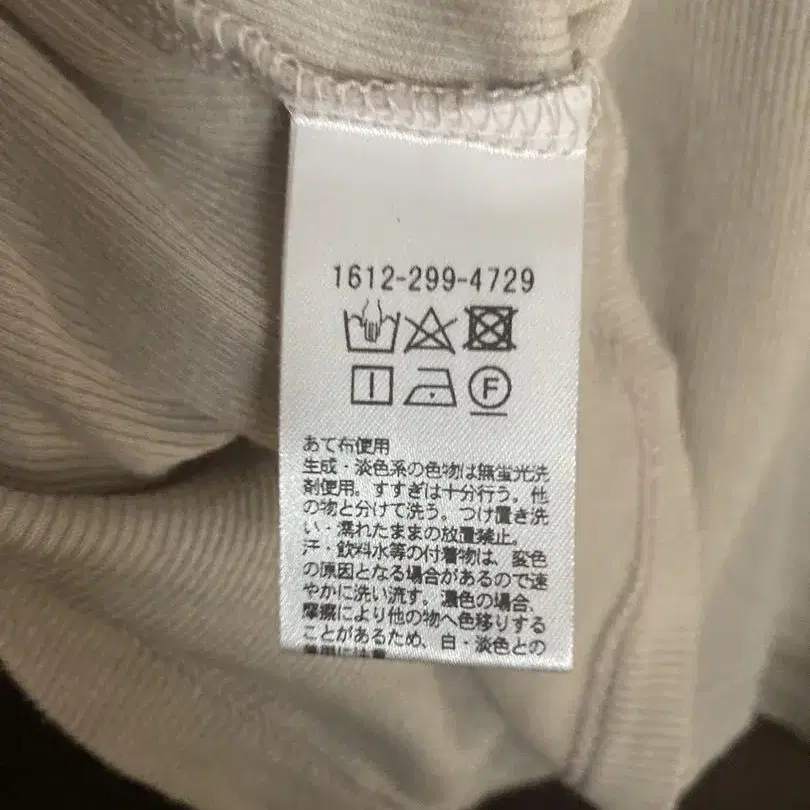 1612-299-4729
F
あて布使用
生成・淡色系の色物は無蛍光洗
剤使用。すすぎは十分行う。他
の物と分けて洗う。つけ置き洗
い・濡れたままの放置禁止。
汗・飲料水等の付着物は、変色
の原因となる場合があるので速
やかに洗い流す。濃色の場合、
摩擦により他の物へ色移りする
ことがあるため、白・淡色との